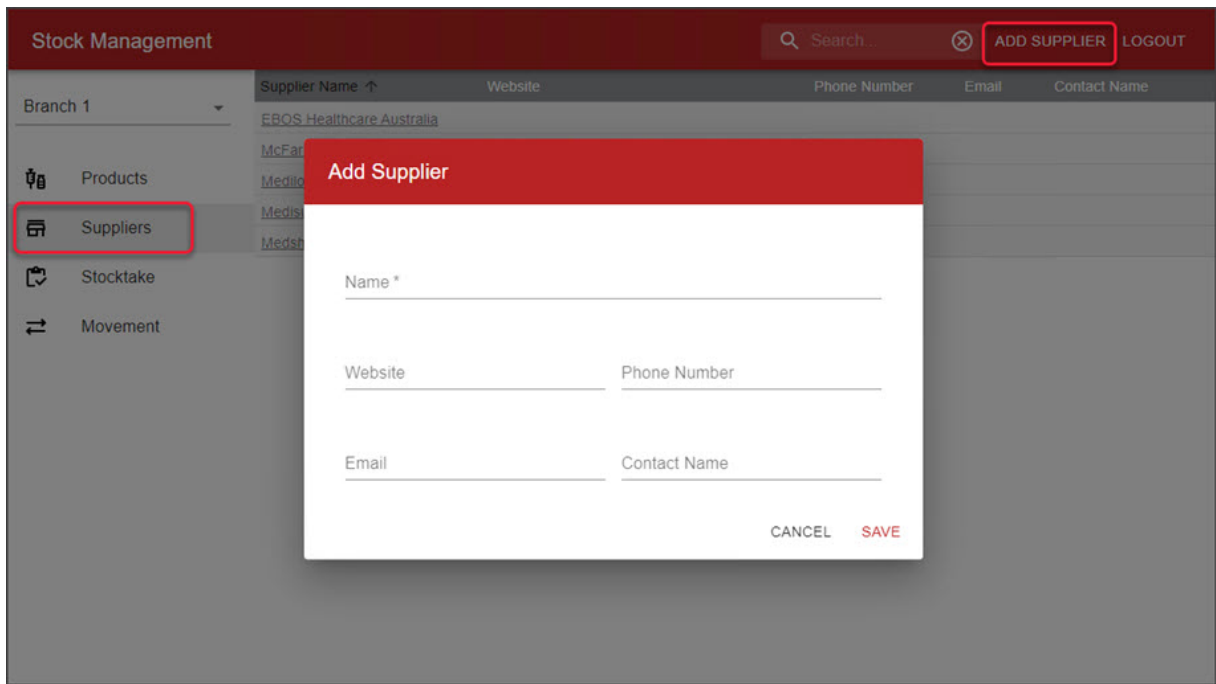 Stock Management
Search...
ADD SUPPLIER
LOGOUT
Branch 1
Products
Suppliers
Stocktake
Movement
Supplier Name ↑ Website Phone Number Email Contact Name
EBOS Healthcare Australia
Add Supplier
Name *
Website Phone Number
Email Contact Name
CANCEL SAVE